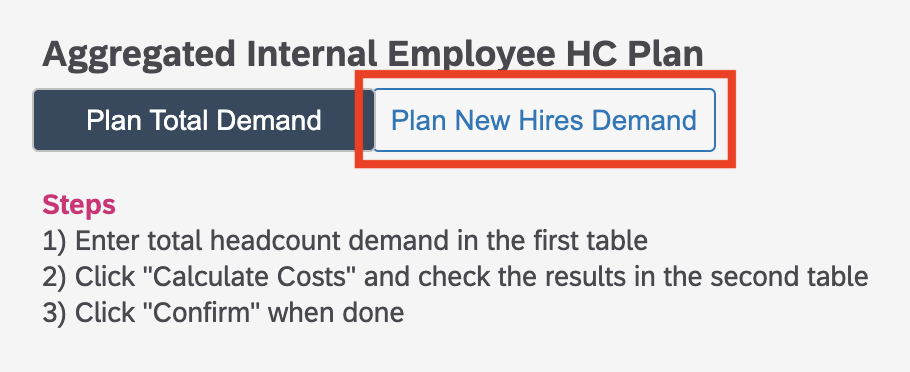 Aggregated Internal Employee HC Plan
Plan Total Demand Plan New Hires Demand
Steps
1) Enter total headcount demand in the first table
2) Click "Calculate Costs" and check the results in the second table
3) Click "Confirm" when done